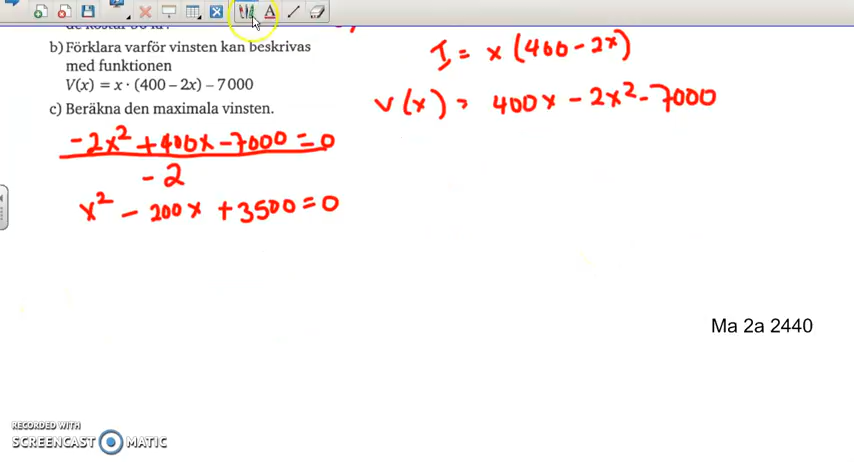 b) Förklara varför vinsten kan beskrivas
med funktionen
V(x) = x · (400 – 2x) – 7 000
c) Beräkna den maximala vinsten.
-2x² + 400x - 7000 = 0
-2
x² - 200x + 3500 = 0
I = x (400 - 2x)
V(x) = 400x - 2x² - 7000
Ma 2a 2440
RECORDED WITH
SCREENCAST MATIC